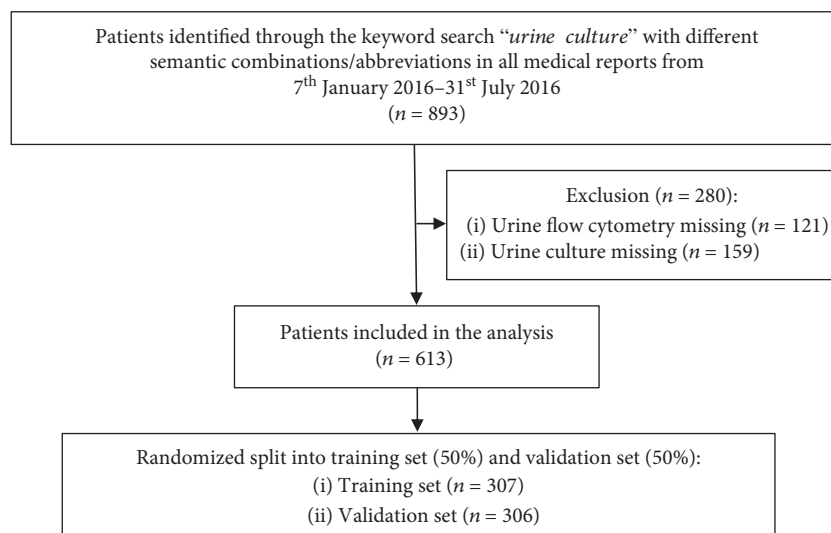 Patients identified through the keyword search “urine culture” with different
semantic combinations/abbreviations in all medical reports from
7th January 2016–31st July 2016
(n = 893)
Exclusion (n = 280):
(i) Urine flow cytometry missing (n = 121)
(ii) Urine culture missing (n = 159)
Patients included in the analysis
(n = 613)
Randomized split into training set (50%) and validation set (50%):
(i) Training set (n = 307)
(ii) Validation set (n = 306)